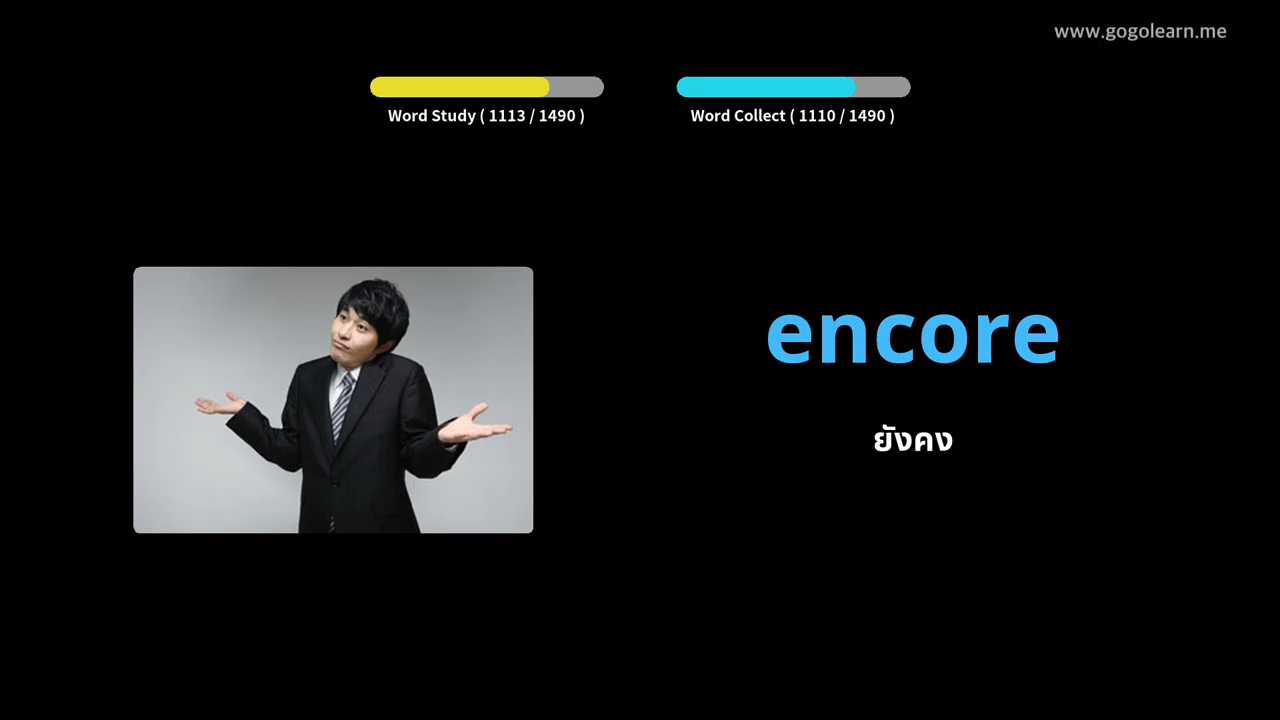 www.gogolearn.me
Word Study ( 1113 / 1490 )
Word Collect ( 1110 / 1490 )
encore
ยังคง